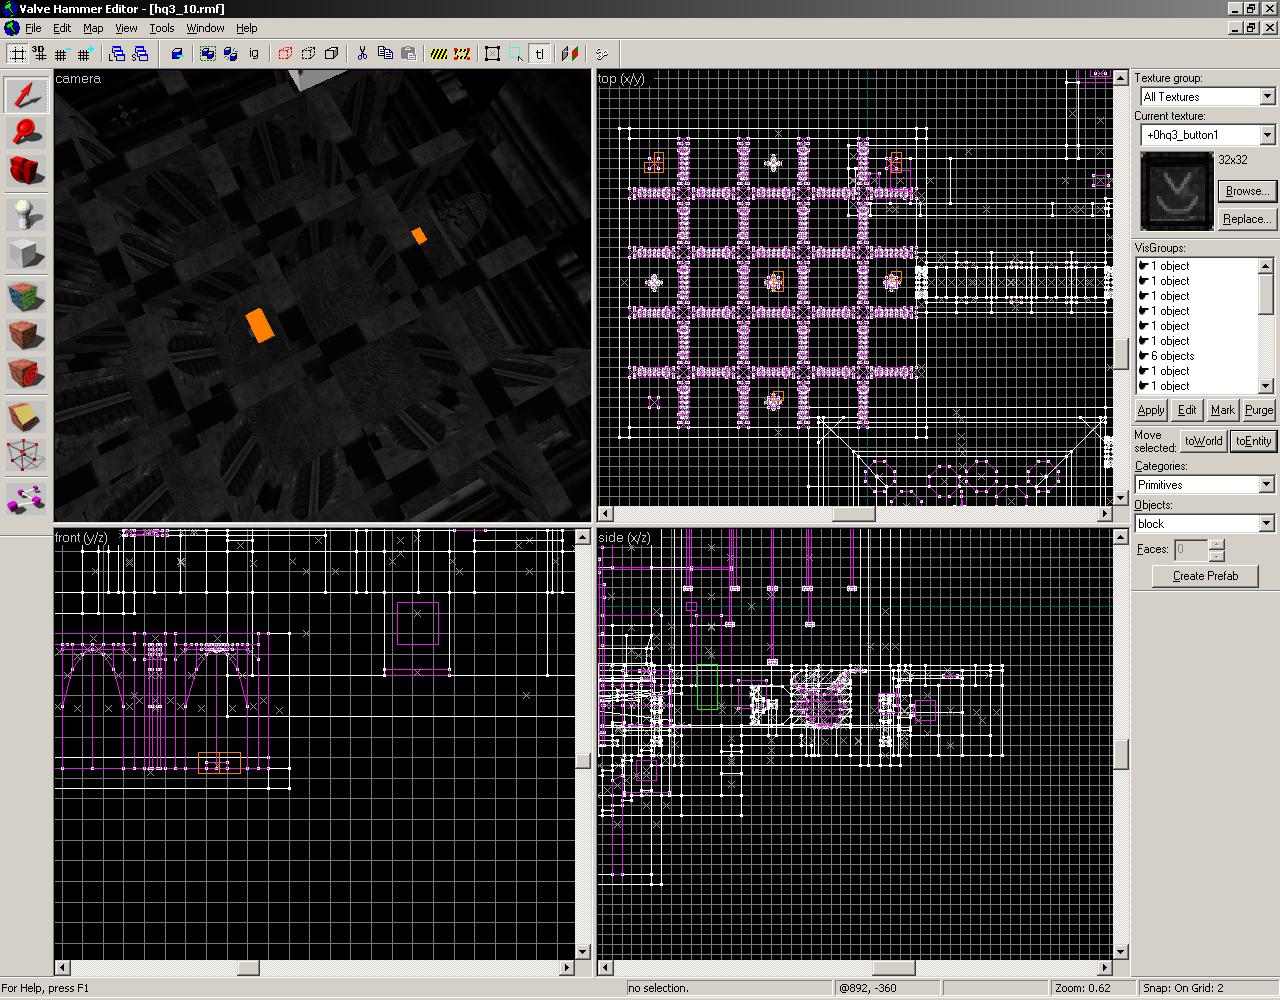 Valve Hammer Editor - [hq3_10.rmf]
File Edit Map View Tools Window Help
3D ig tl
camera
top (x/y)
front (y/z)
side (x/z)
Texture group:
All Textures
Current texture:
+0hq3_button1
32x32
Browse...
Replace...
VisGroups:
1 object
1 object
1 object
1 object
1 object
1 object
6 objects
1 object
1 object
Apply Edit Mark Purge
Move selected: toWorld toEntity
Categories:
Primitives
Objects:
block
Faces: 0
Create Prefab
For Help, press F1 no selection. @892, -360 Zoom: 0.62 Snap: On Grid: 2